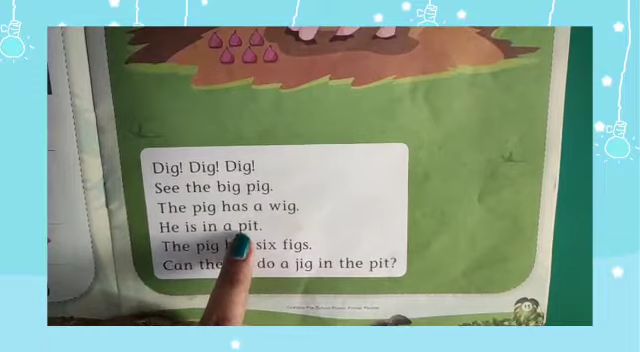 Dig! Dig! Dig!
See the big pig.
The pig has a wig.
He is in a pit.
The pig six figs.
Can the do a jig in the pit?